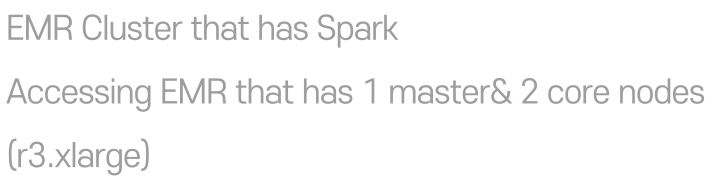 EMR Cluster that has Spark
Accessing EMR that has 1 master& 2 core nodes
(r3.xlarge)